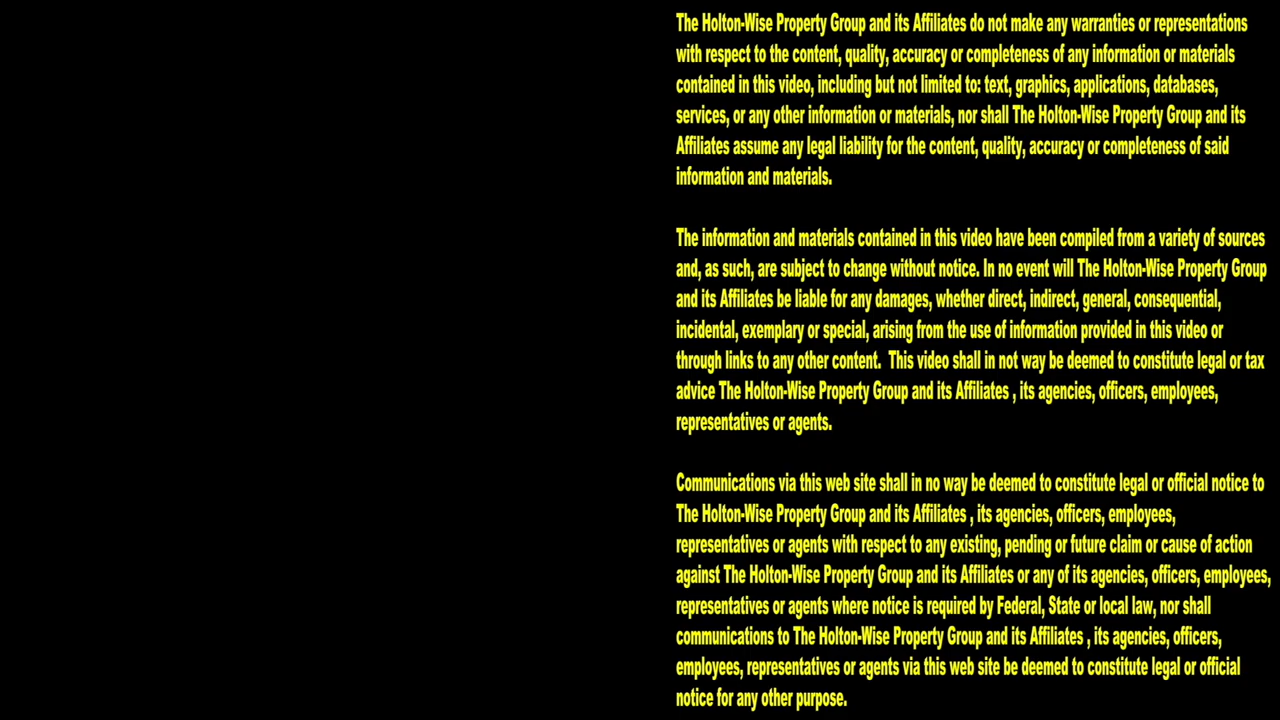 The Holton-Wise Property Group and its Affiliates do not make any warranties or representations
with respect to the content, quality, accuracy or completeness of any information or materials
contained in this video, including but not limited to: text, graphics, applications, databases,
services, or any other information or materials, nor shall The Holton-Wise Property Group and its
Affiliates assume any legal liability for the content, quality, accuracy or completeness of said
information and materials.
The information and materials contained in this video have been compiled from a variety of sources
and, as such, are subject to change without notice. In no event will The Holton-Wise Property Group
and its Affiliates be liable for any damages, whether direct, indirect, general, consequential,
incidental, exemplary or special, arising from the use of information provided in this video or
through links to any other content.  This video shall in not way be deemed to constitute legal or tax
advice The Holton-Wise Property Group and its Affiliates , its agencies, officers, employees,
representatives or agents.
Communications via this web site shall in no way be deemed to constitute legal or official notice to
The Holton-Wise Property Group and its Affiliates , its agencies, officers, employees,
representatives or agents with respect to any existing, pending or future claim or cause of action
against The Holton-Wise Property Group and its Affiliates or any of its agencies, officers, employees,
representatives or agents where notice is required by Federal, State or local law, nor shall
communications to The Holton-Wise Property Group and its Affiliates , its agencies, officers,
employees, representatives or agents via this web site be deemed to constitute legal or official
notice for any other purpose.